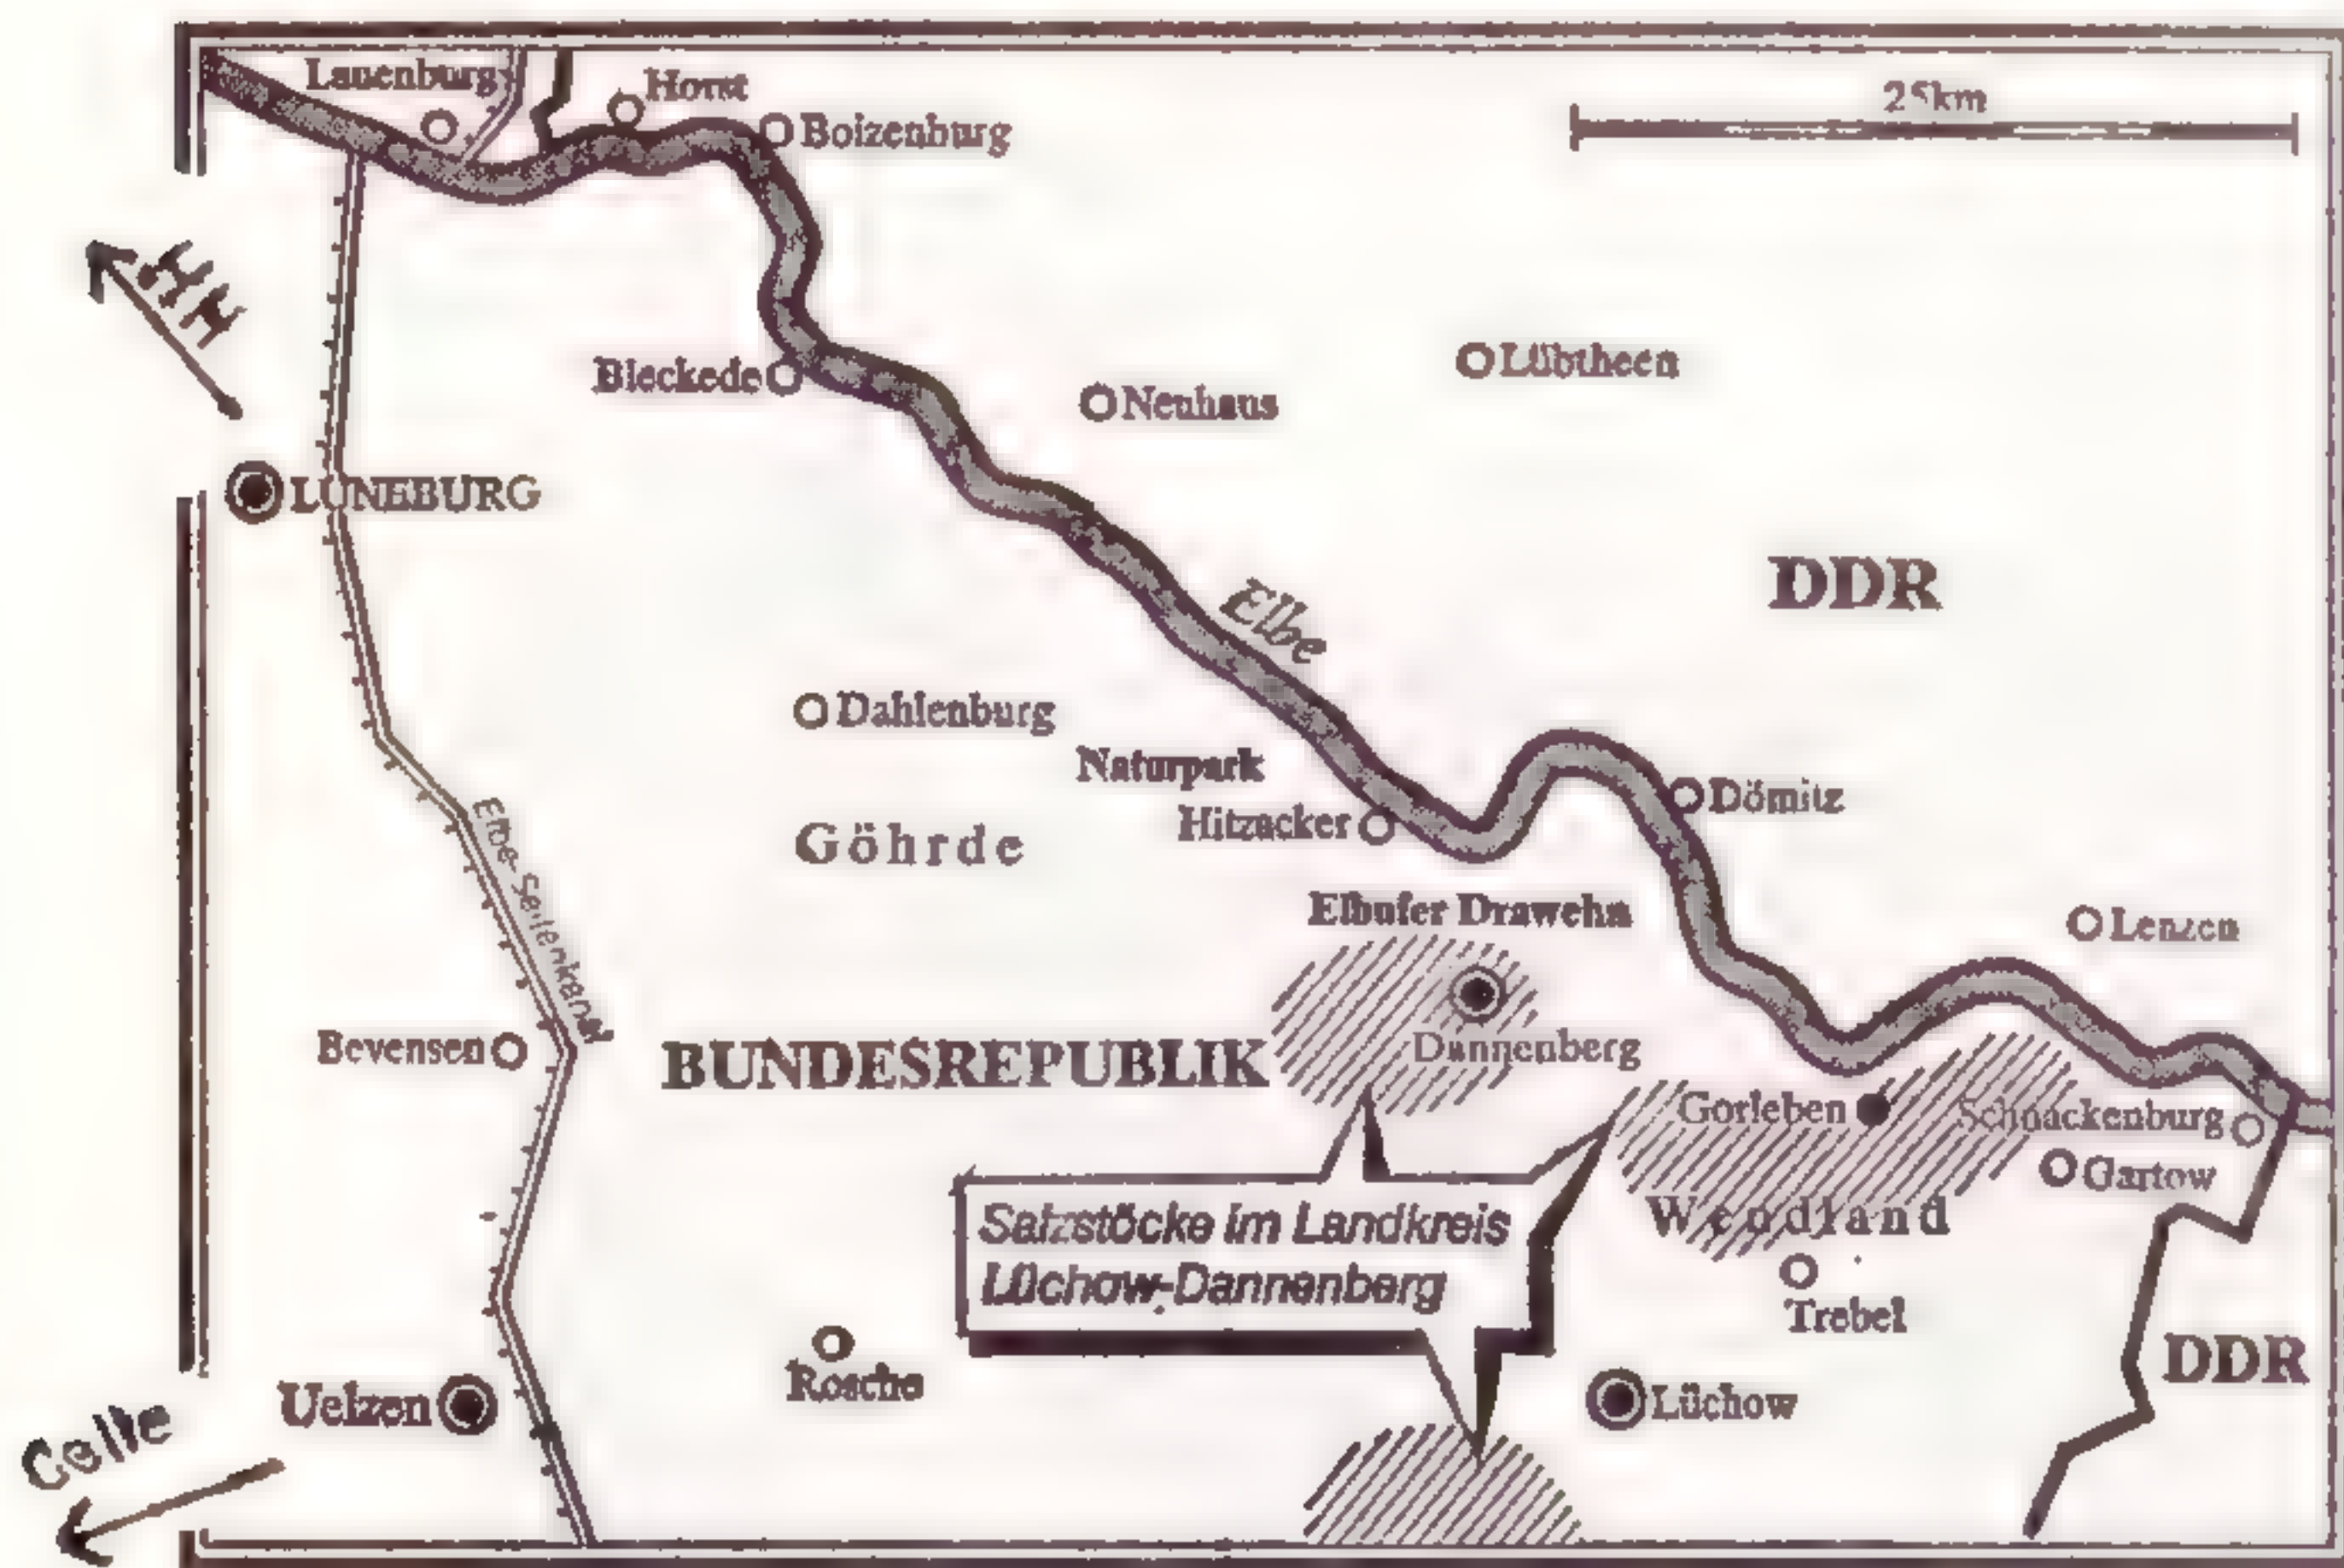 Lauenburg
Horst
Boizenburg
25km
HH
Bleckede
Neuhaus
Lübtheen
LÜNEBURG
DDR
Elbe
Dahlenburg
Naturpark
Göhrde
Hitzacker
Dömitz
Elbufer Drawehn
Lenzen
Elbe-Seitenkanal
Bevensen
BUNDESREPUBLIK
Dannenberg
Gorleben
Schnackenburg
Gartow
Salzstöcke im Landkreis
Lüchow-Dannenberg
Wendland
Trebel
Rosche
DDR
Uelzen
Lüchow
Celle